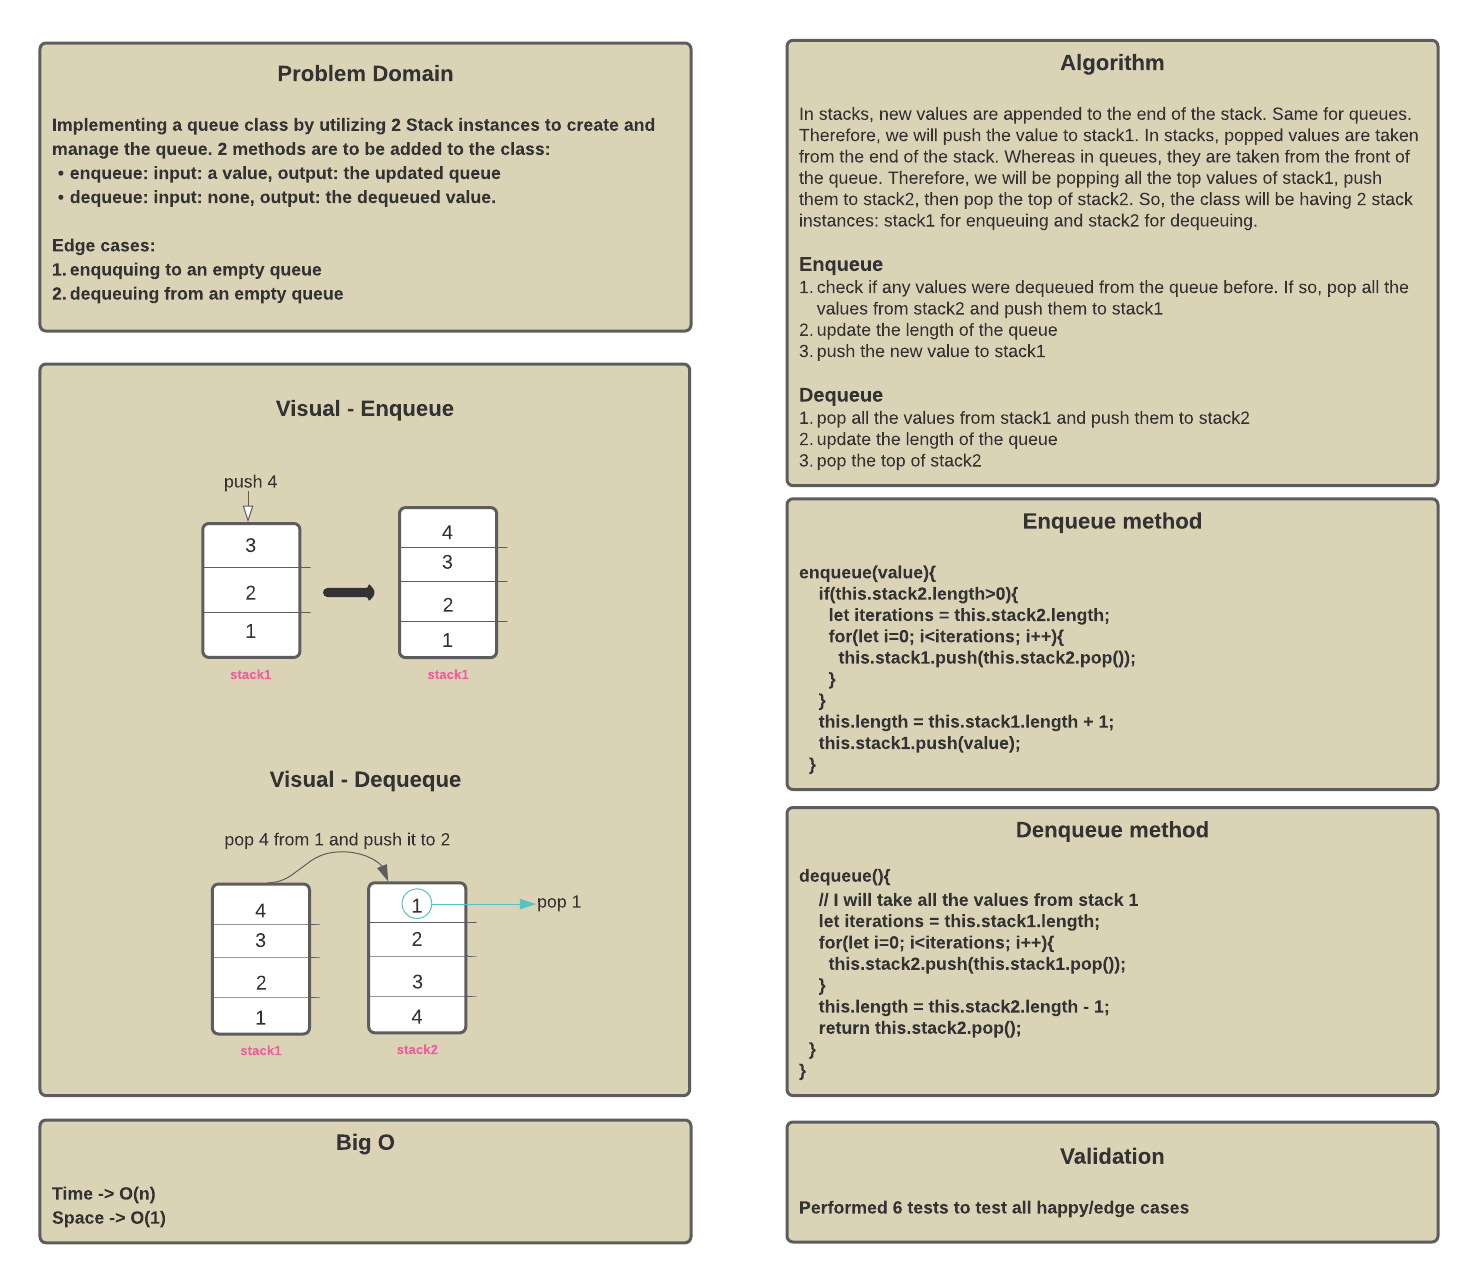 Problem Domain
Implementing a queue class by utilizing 2 Stack instances to create and
manage the queue. 2 methods are to be added to the class:
• enqueue: input: a value, output: the updated queue
• dequeue: input: none, output: the dequeued value.
Edge cases:
1. enququing to an empty queue
2. dequeuing from an empty queue
Visual - Enqueue
push 4
3
2
1
stack1
4
3
2
1
stack1
Visual - Dequeque
pop 4 from 1 and push it to 2
4
3
2
1
stack1
1
2
3
4
stack2
pop 1
Big O
Time -> O(n)
Space -> O(1)
Algorithm
In stacks, new values are appended to the end of the stack. Same for queues.
Therefore, we will push the value to stack1. In stacks, popped values are taken
from the end of the stack. Whereas in queues, they are taken from the front of
the queue. Therefore, we will be popping all the top values of stack1, push
them to stack2, then pop the top of stack2. So, the class will be having 2 stack
instances: stack1 for enqueuing and stack2 for dequeuing.
Enqueue
1. check if any values were dequeued from the queue before. If so, pop all the
values from stack2 and push them to stack1
2. update the length of the queue
3. push the new value to stack1
Dequeue
1. pop all the values from stack1 and push them to stack2
2. update the length of the queue
3. pop the top of stack2
Enqueue method
enqueue(value){
if(this.stack2.length>0){
let iterations = this.stack2.length;
for(let i=0; i<iterations; i++){
this.stack1.push(this.stack2.pop());
}
}
this.length = this.stack1.length + 1;
this.stack1.push(value);
}
Denqueue method
dequeue(){
// I will take all the values from stack 1
let iterations = this.stack1.length;
for(let i=0; i<iterations; i++){
this.stack2.push(this.stack1.pop());
}
this.length = this.stack2.length - 1;
return this.stack2.pop();
}
}
Validation
Performed 6 tests to test all happy/edge cases